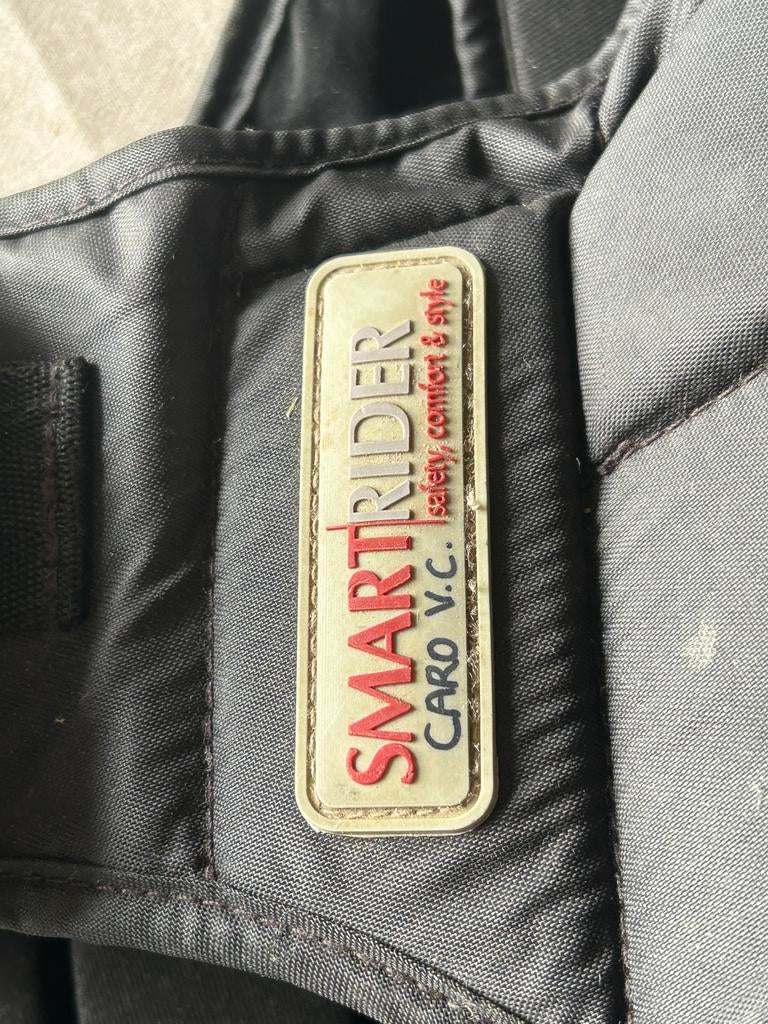 SMARTRIDER
safety, comfort & style
CARO V.C.